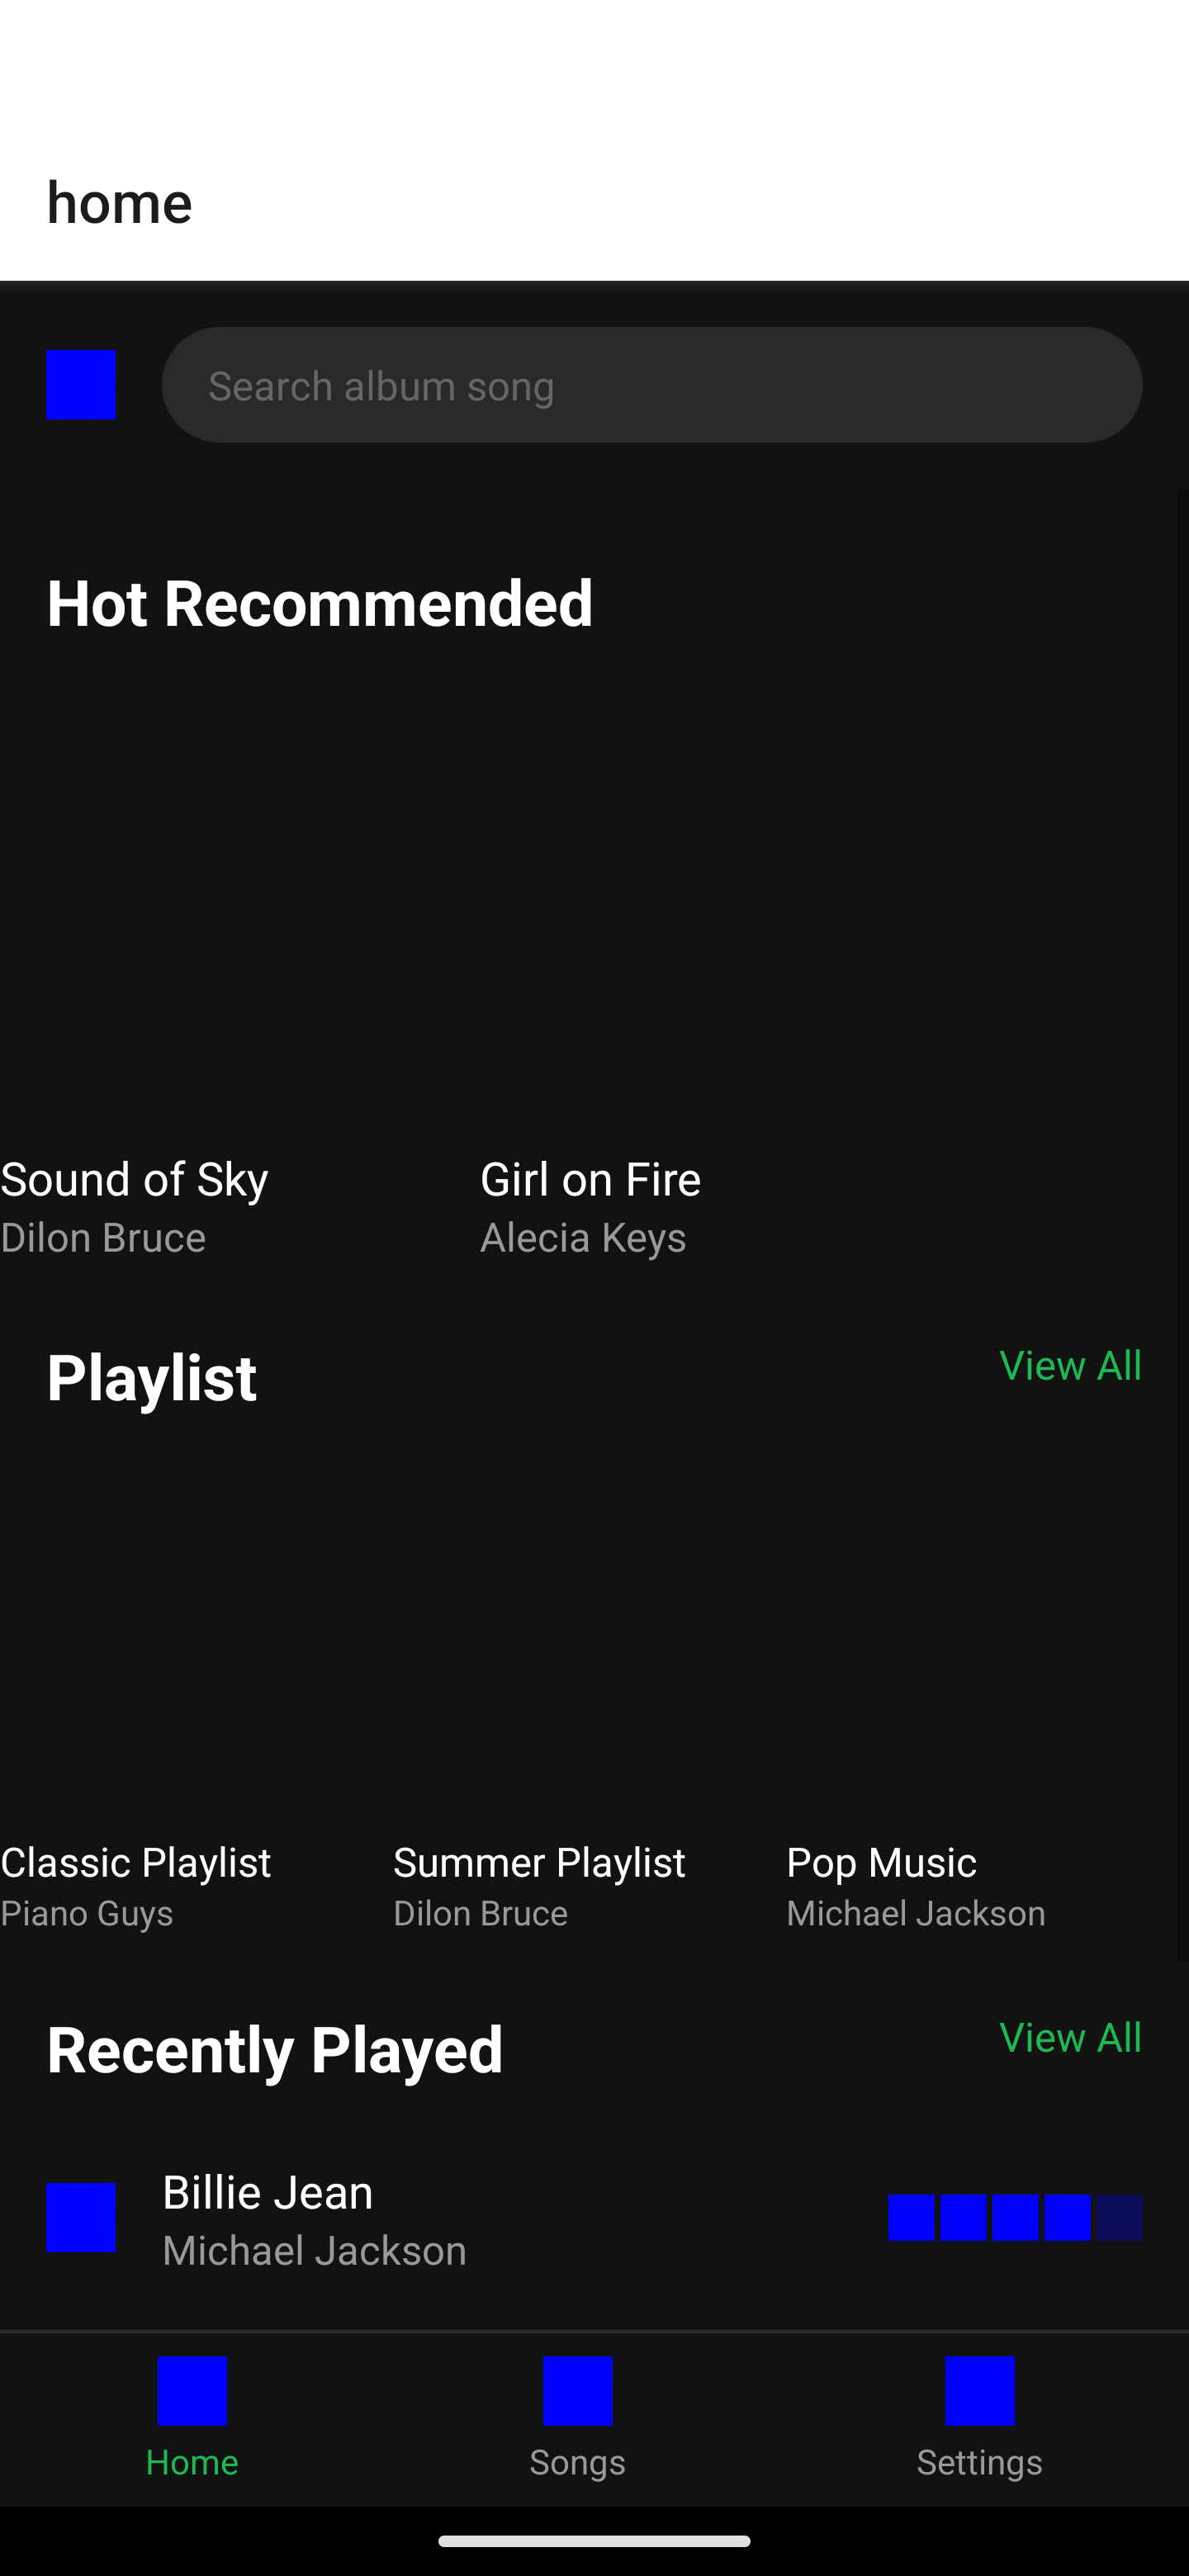 home
Search album song
Hot Recommended
Sound of Sky
Dilon Bruce
Girl on Fire
Alecia Keys
Playlist
View All
Classic Playlist
Piano Guys
Summer Playlist
Dilon Bruce
Pop Music
Michael Jackson
Recently Played
View All
Billie Jean
Michael Jackson
Home
Songs
Settings